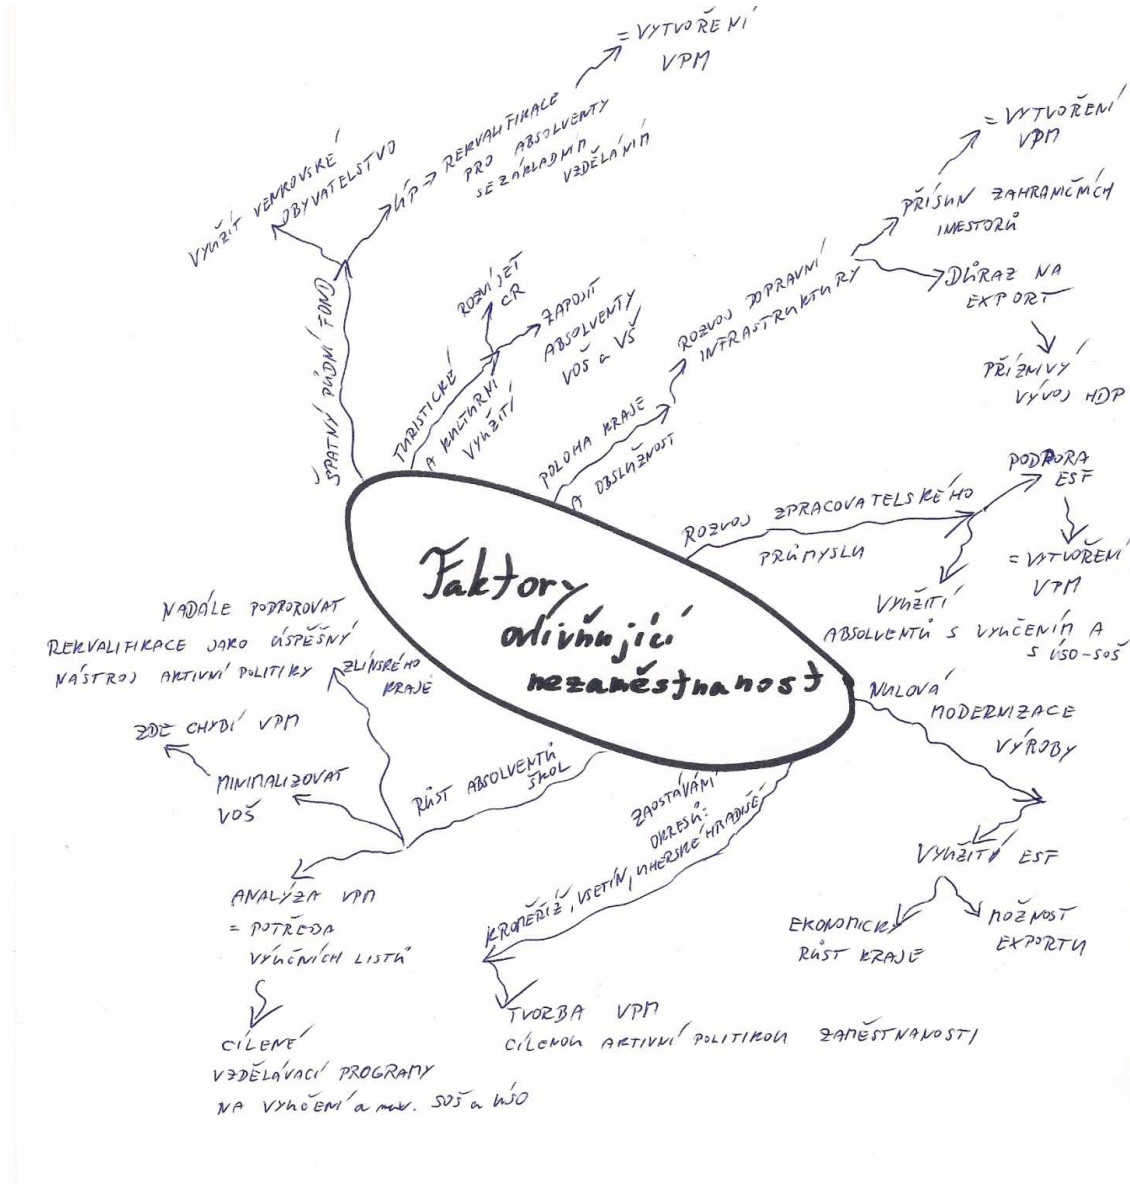 Faktory
ovlivňující
nezaměstnanost
ŠPATNÝ PŮDNÍ FOND
VYUŽÍT VENKOVSKÉ
OBYVATELSTVO
ÚP → REKVALIFIKACE
PRO ABSOLVENTY
SE ZÁKLADNÍM
VZDĚLÁNÍM
= VYTVOŘENÍ
VPM
TURISTICKÉ
A KULTURNÍ
VYUŽITÍ
ROZVÍJET
CR
ZAPOJIT
ABSOLVENTY
VOŠ a VŠ
POLOHA KRAJE
A OBSLUŽNOST
ROZVOJ DOPRAVNÍ
INFRASTRUKTURY
PŘÍSUN ZAHRANIČNÍCH
INVESTORŮ
= VYTVOŘENÍ
VPM
DŮRAZ NA
EXPORT
PŘÍZNIVÝ
VÝVOJ HDP
ROZVOJ ZPRACOVATELSKÉHO
PRŮMYSLU
PODPORA
ESF
= VYTVOŘENÍ
VPM
VYUŽITÍ
ABSOLVENTŮ S VYUČENÍM A
S ÚSO-SOŠ
NULOVÁ
MODERNIZACE
VÝROBY
VYUŽITÍ ESF
EKONOMICKÝ
RŮST KRAJE
MOŽNOST
EXPORTU
ZAOSTÁVÁNÍ
OKRESŮ:
KROMĚŘÍŽ, VSETÍN, UHERSKÉ HRADIŠTĚ
TVORBA VPM
CÍLENOU AKTIVNÍ POLITIKOU ZAMĚSTNANOSTI
RŮST ABSOLVENTŮ
ŠKOL
NADÁLE PODPOROVAT
REKVALIFIKACE JAKO ÚSPĚŠNÝ
NÁSTROJ AKTIVNÍ POLITIKY ZLÍNSKÉHO
KRAJE
MINIMALIZOVAT
VOŠ
ZDE CHYBÍ VPM
ANALÝZA VPM
= POTŘEBA
VÝUČNÍCH LISTŮ
CÍLENÉ
VZDĚLÁVACÍ PROGRAMY
NA VYUČENÍ a SOŠ a ÚSO